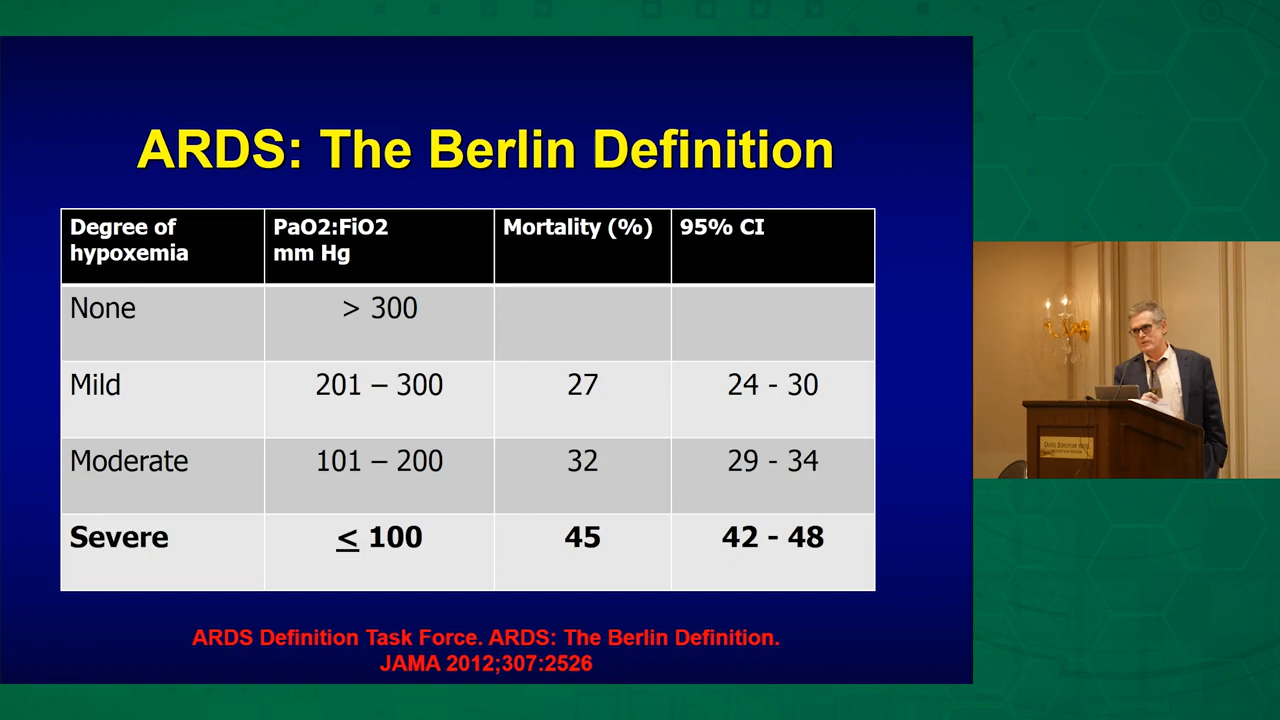 ARDS: The Berlin Definition
Degree of hypoxemia PaO2:FiO2 mm Hg Mortality (%) 95% CI
None > 300
Mild 201 – 300 27 24 - 30
Moderate 101 – 200 32 29 - 34
Severe < 100 45 42 - 48
ARDS Definition Task Force. ARDS: The Berlin Definition.
JAMA 2012;307:2526